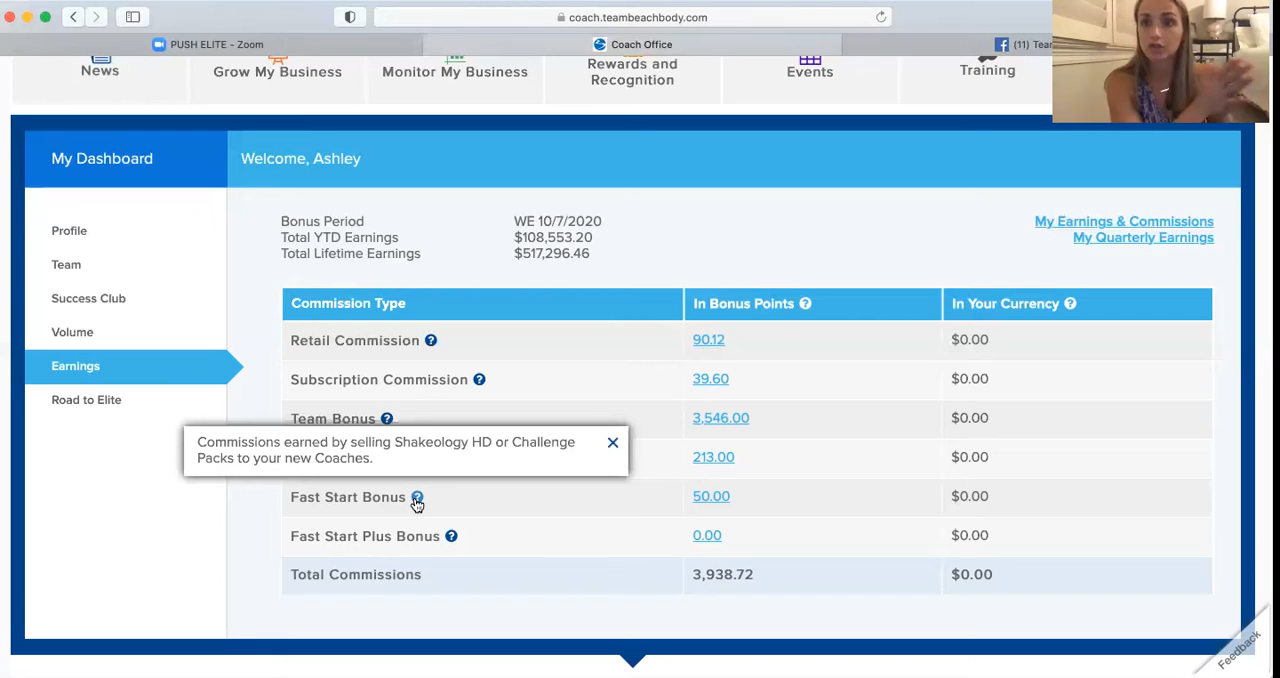 coach.teambeachbody.com
PUSH ELITE - Zoom
Coach Office
(11) Tear
News
Grow My Business
Monitor My Business
Rewards and
Recognition
Events
Training
My Dashboard
Welcome, Ashley
Profile
Team
Success Club
Volume
Earnings
Road to Elite
Bonus Period WE 10/7/2020
Total YTD Earnings $108,553.20
Total Lifetime Earnings $517,296.46
My Earnings & Commissions
My Quarterly Earnings
Commission Type In Bonus Points ? In Your Currency ?
Retail Commission ? 90.12 $0.00
Subscription Commission ? 39.60 $0.00
Team Bonus ? 3,546.00 $0.00
Commissions earned by selling Shakeology HD or Challenge
Packs to your new Coaches.
213.00 $0.00
Fast Start Bonus ? 50.00 $0.00
Fast Start Plus Bonus ? 0.00 $0.00
Total Commissions 3,938.72 $0.00
Feedback